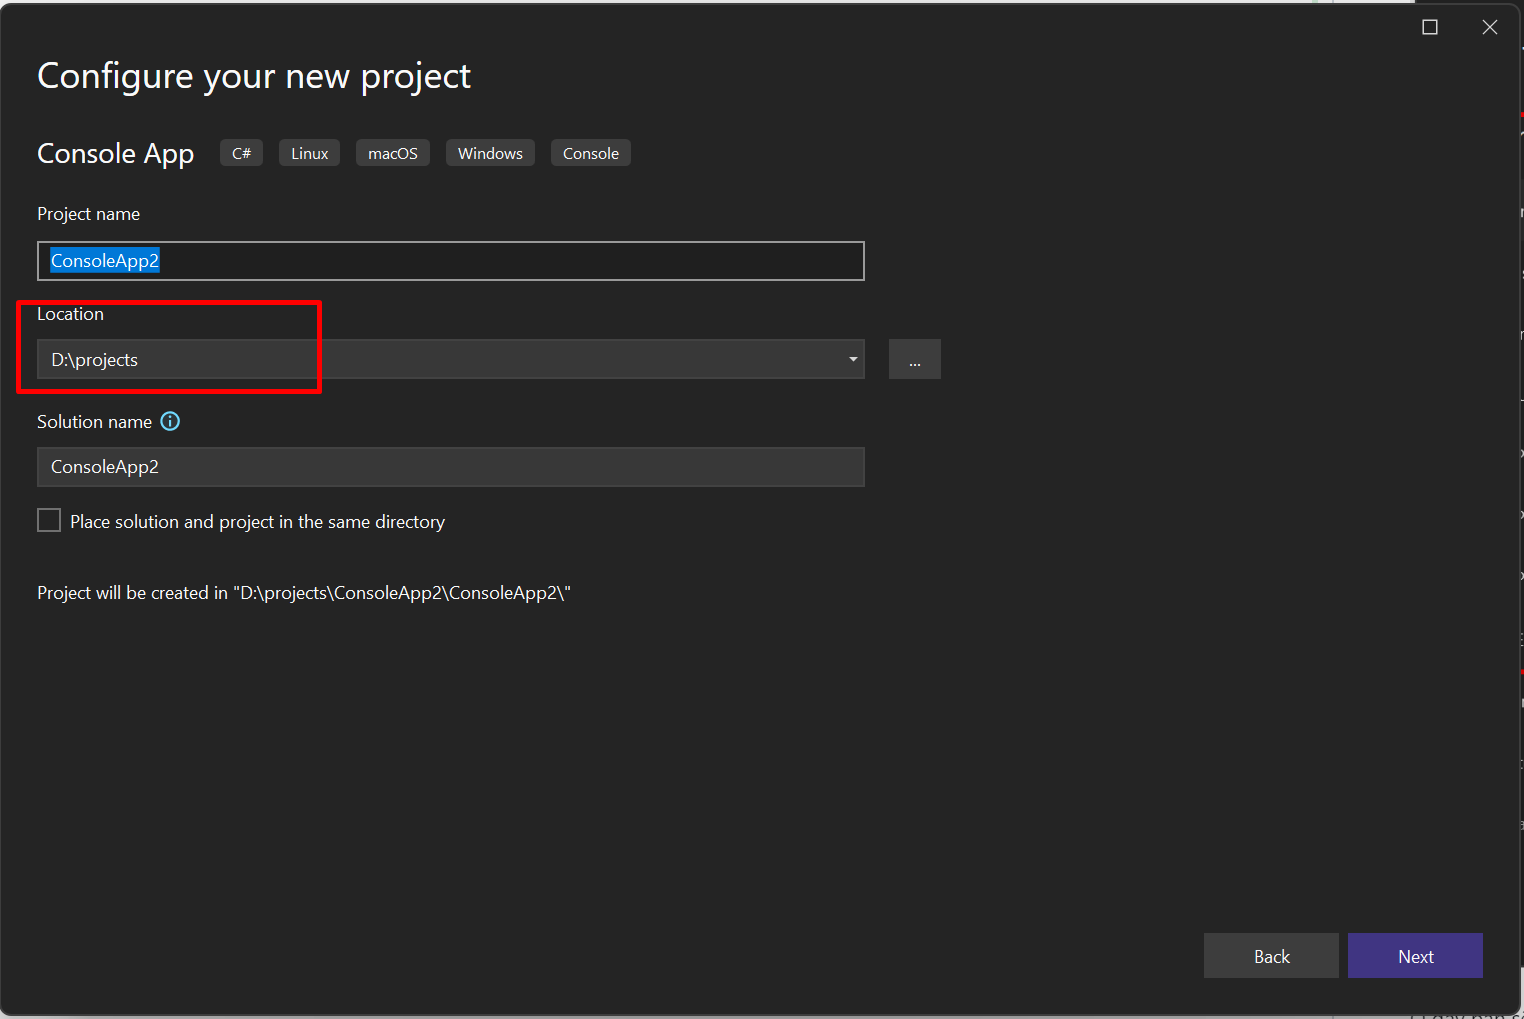 Configure your new project
Console App C# Linux macOS Windows Console
Project name
ConsoleApp2
Location
D:\projects
...
Solution name
ConsoleApp2
Place solution and project in the same directory
Project will be created in "D:\projects\ConsoleApp2\ConsoleApp2\"
Back Next